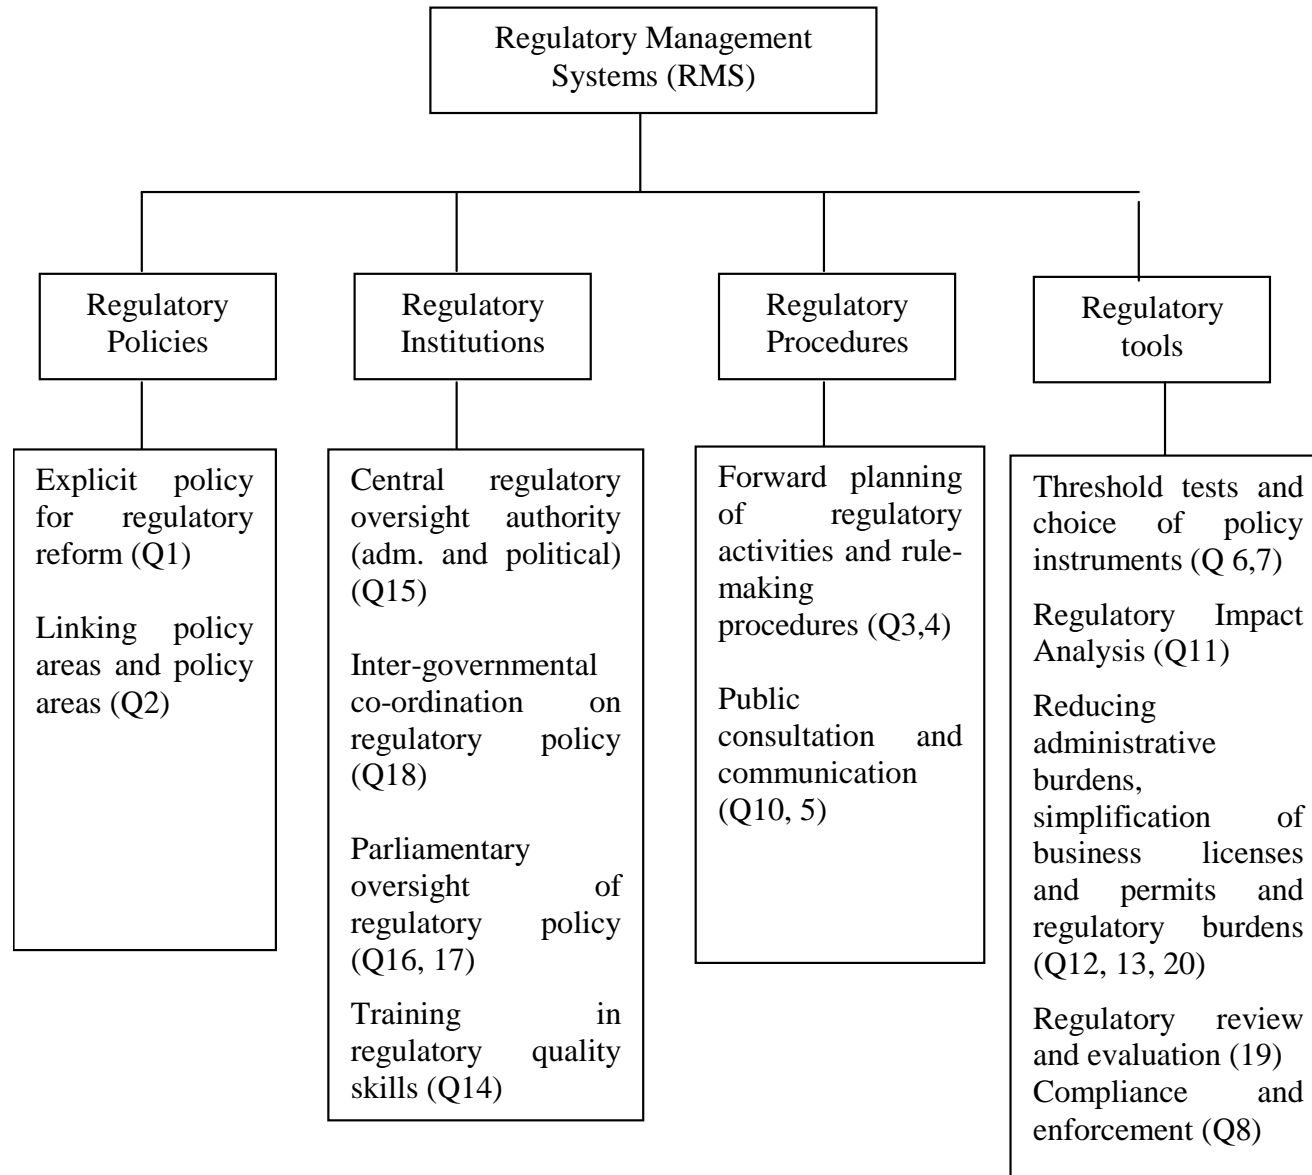 Regulatory Management
Systems (RMS)
Regulatory
Policies
Regulatory
Institutions
Regulatory
Procedures
Regulatory
tools
Explicit policy
for regulatory
reform (Q1)
Linking policy
areas and policy
areas (Q2)
Central regulatory
oversight authority
(adm. and political)
(Q15)
Inter-governmental
co-ordination on
regulatory policy
(Q18)
Parliamentary
oversight of
regulatory policy
(Q16, 17)
Training in
regulatory quality
skills (Q14)
Forward planning
of regulatory
activities and rule-
making
procedures (Q3,4)
Public
consultation and
communication
(Q10, 5)
Threshold tests and
choice of policy
instruments (Q 6,7)
Regulatory Impact
Analysis (Q11)
Reducing
administrative
burdens,
simplification of
business licenses
and permits and
regulatory burdens
(Q12, 13, 20)
Regulatory review
and evaluation (19)
Compliance and
enforcement (Q8)